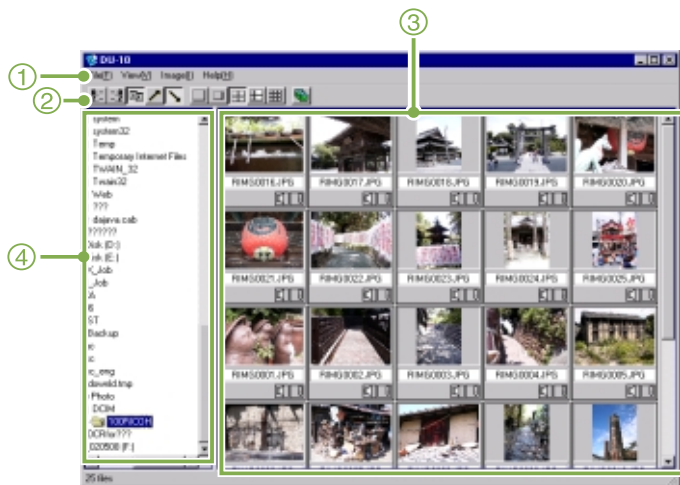 ③
DU-10
①
File(F) View(V) Image(I) Help(H)
②
system
system32
Temp
Temporary Internet Files
TWAIN_32
Twain32
Web
???
dajava.cab
??????
④
_Job
ST
Backup
Photo
DCIM
100RICOH
25 files
RIMG0016.JPG RIMG0017.JPG RIMG0018.JPG RIMG0019.JPG RIMG0020.JPG
RIMG0021.JPG RIMG0022.JPG RIMG0023.JPG RIMG0024.JPG RIMG0025.JPG
RIMG0001.JPG RIMG0002.JPG RIMG0003.JPG RIMG0004.JPG RIMG0005.JPG